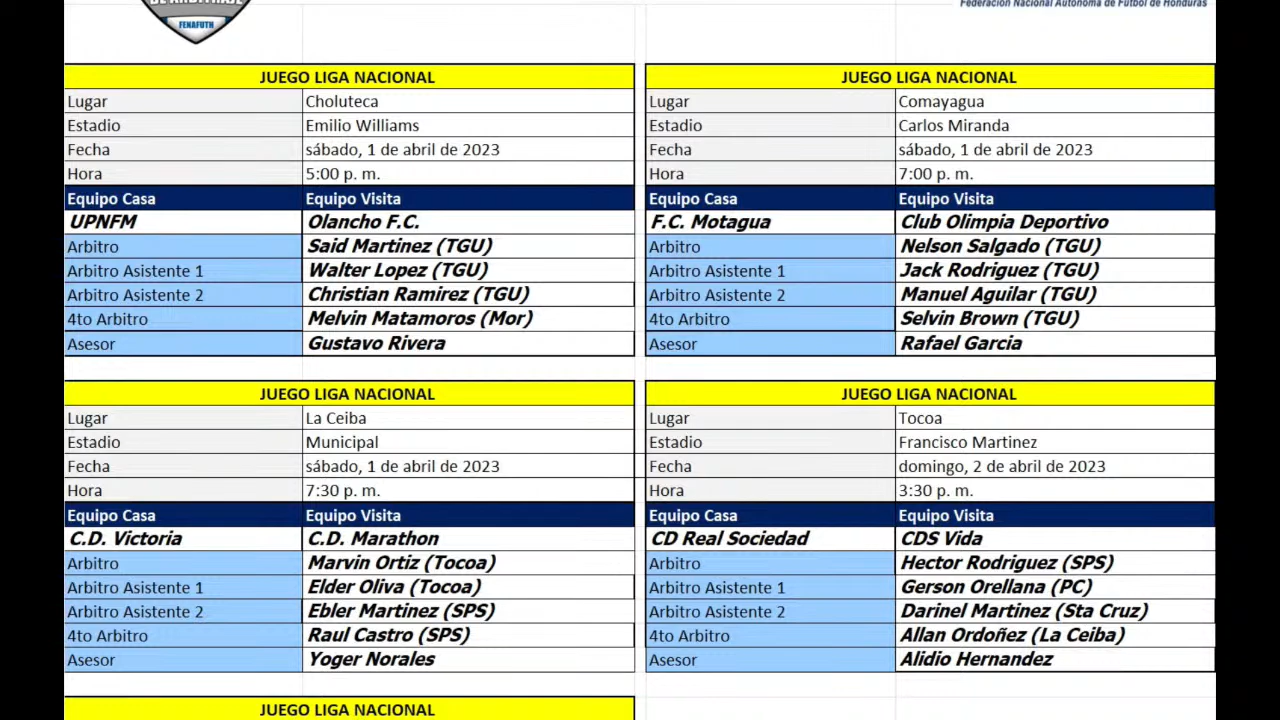 DE ARBITRAJE
FENAFUTH
Federación Nacional Autónoma de Fútbol de Honduras
JUEGO LIGA NACIONAL
Lugar Choluteca
Estadio Emilio Williams
Fecha sábado, 1 de abril de 2023
Hora 5:00 p. m.
Equipo Casa Equipo Visita
UPNFM Olancho F.C.
Arbitro Said Martinez (TGU)
Arbitro Asistente 1 Walter Lopez (TGU)
Arbitro Asistente 2 Christian Ramirez (TGU)
4to Arbitro Melvin Matamoros (Mor)
Asesor Gustavo Rivera
JUEGO LIGA NACIONAL
Lugar Comayagua
Estadio Carlos Miranda
Fecha sábado, 1 de abril de 2023
Hora 7:00 p. m.
Equipo Casa Equipo Visita
F.C. Motagua Club Olimpia Deportivo
Arbitro Nelson Salgado (TGU)
Arbitro Asistente 1 Jack Rodriguez (TGU)
Arbitro Asistente 2 Manuel Aguilar (TGU)
4to Arbitro Selvin Brown (TGU)
Asesor Rafael Garcia
JUEGO LIGA NACIONAL
Lugar La Ceiba
Estadio Municipal
Fecha sábado, 1 de abril de 2023
Hora 7:30 p. m.
Equipo Casa Equipo Visita
C.D. Victoria C.D. Marathon
Arbitro Marvin Ortiz (Tocoa)
Arbitro Asistente 1 Elder Oliva (Tocoa)
Arbitro Asistente 2 Ebler Martinez (SPS)
4to Arbitro Raul Castro (SPS)
Asesor Yoger Norales
JUEGO LIGA NACIONAL
Lugar Tocoa
Estadio Francisco Martinez
Fecha domingo, 2 de abril de 2023
Hora 3:30 p. m.
Equipo Casa Equipo Visita
CD Real Sociedad CDS Vida
Arbitro Hector Rodriguez (SPS)
Arbitro Asistente 1 Gerson Orellana (PC)
Arbitro Asistente 2 Darinel Martinez (Sta Cruz)
4to Arbitro Allan Ordoñez (La Ceiba)
Asesor Alidio Hernandez
JUEGO LIGA NACIONAL